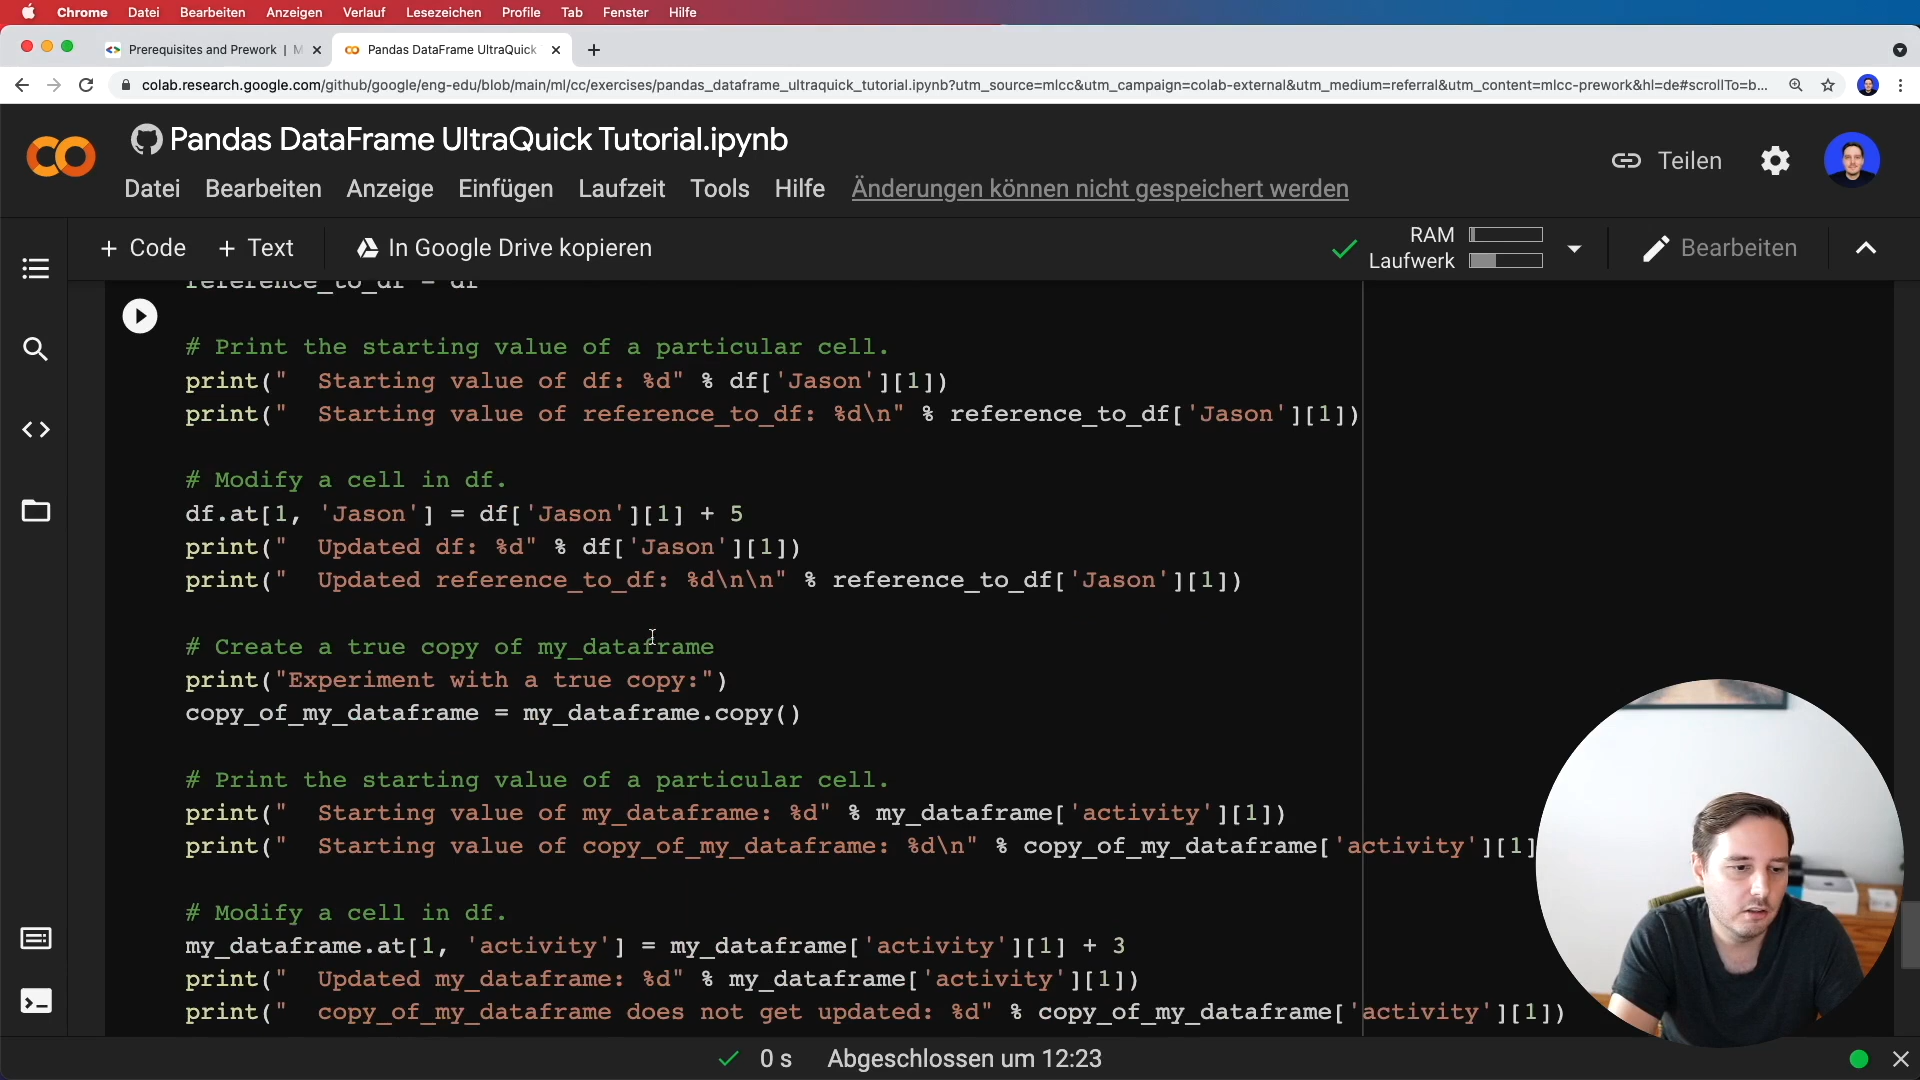 Chrome Datei Bearbeiten Anzeigen Verlauf Lesezeichen Profile Tab Fenster Hilfe
Prerequisites and Prework | M
Pandas DataFrame UltraQuick
colab.research.google.com/github/google/eng-edu/blob/main/ml/cc/exercises/pandas_dataframe_ultraquick_tutorial.ipynb?utm_source=mlcc&utm_campaign=colab-external&utm_medium=referral&utm_content=mlcc-prework&hl=de#scrollTo=b...
Pandas DataFrame UltraQuick Tutorial.ipynb
Teilen
Datei Bearbeiten Anzeige Einfügen Laufzeit Tools Hilfe Änderungen können nicht gespeichert werden
+ Code + Text In Google Drive kopieren
RAM
Laufwerk
Bearbeiten
reference_to_df = df
# Print the starting value of a particular cell.
print("  Starting value of df: %d" % df['Jason'][1])
print("  Starting value of reference_to_df: %d\n" % reference_to_df['Jason'][1])
# Modify a cell in df.
df.at[1, 'Jason'] = df['Jason'][1] + 5
print("  Updated df: %d" % df['Jason'][1])
print("  Updated reference_to_df: %d\n\n" % reference_to_df['Jason'][1])
# Create a true copy of my_dataframe
print("Experiment with a true copy:")
copy_of_my_dataframe = my_dataframe.copy()
# Print the starting value of a particular cell.
print("  Starting value of my_dataframe: %d" % my_dataframe['activity'][1])
print("  Starting value of copy_of_my_dataframe: %d\n" % copy_of_my_dataframe['activity'][1]
# Modify a cell in df.
my_dataframe.at[1, 'activity'] = my_dataframe['activity'][1] + 3
print("  Updated my_dataframe: %d" % my_dataframe['activity'][1])
print("  copy_of_my_dataframe does not get updated: %d" % copy_of_my_dataframe['activity'][1])
0 s Abgeschlossen um 12:23